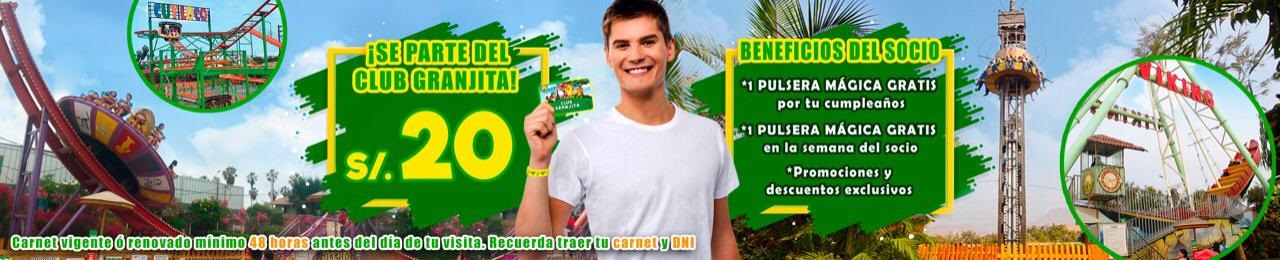 ¡SE PARTE DEL
CLUB GRANJITA!
S/. 20
CLUB
GRANJITA
BENEFICIOS DEL SOCIO
*1 PULSERA MÁGICA GRATIS
por tu cumpleaños
*1 PULSERA MÁGICA GRATIS
en la semana del socio
*Promociones y
descuentos exclusivos
VIKING
Carnet vigente ó renovado mínimo 48 horas antes del día de tu visita. Recuerda traer tu carnet y DNI